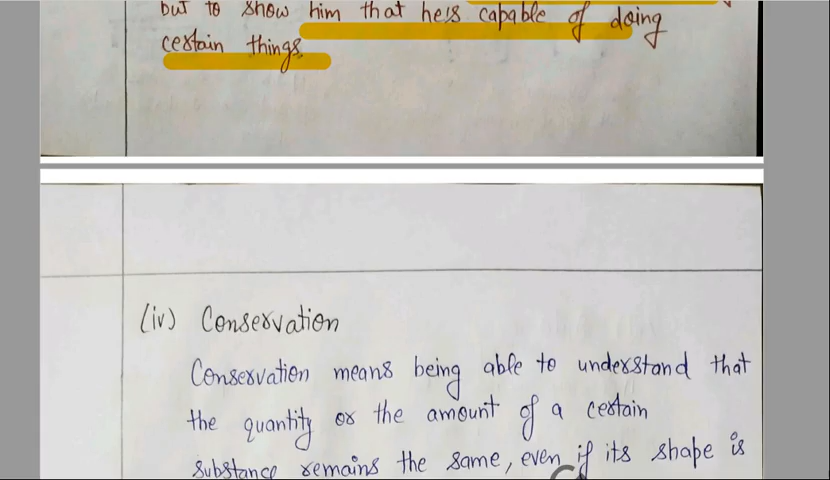 but to show him that he is capable of doing
certain things
(iv) Conservation
Conservation means being able to understand that
the quantity or the amount of a certain
substance remains the same, even if its shape is